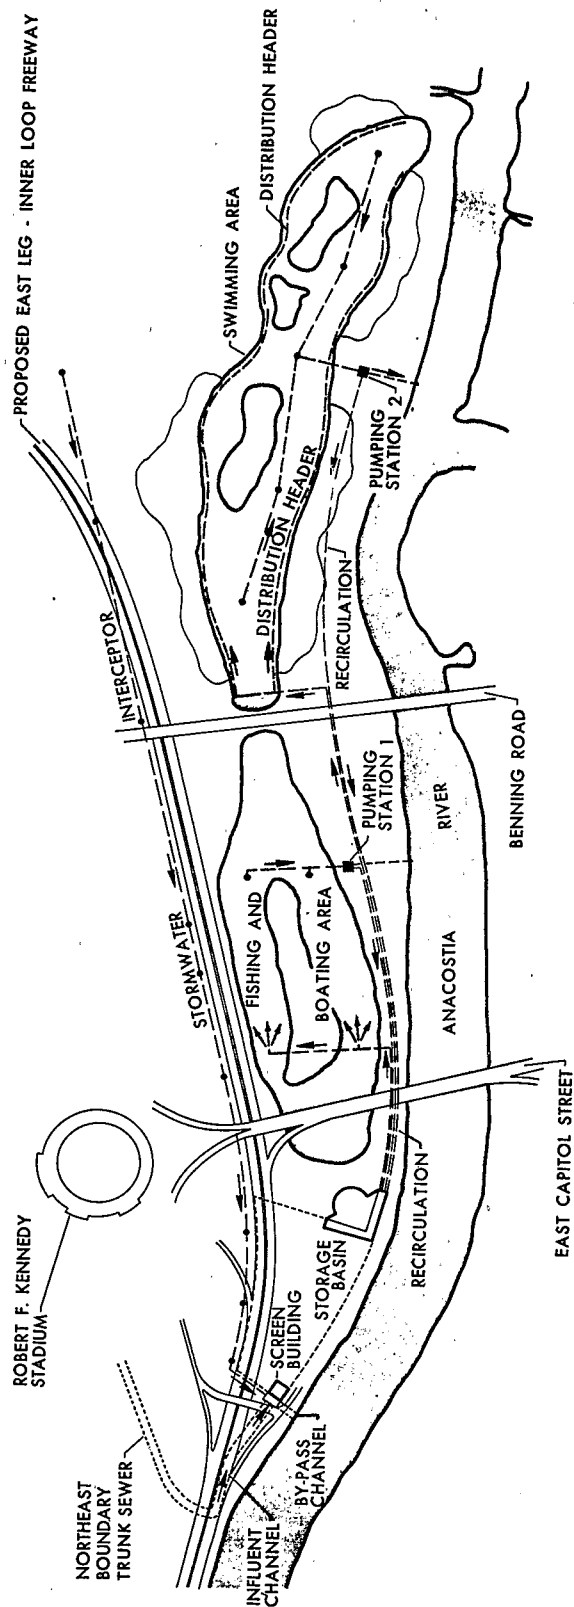 PROPOSED EAST LEG - INNER LOOP FREEWAY
DISTRIBUTION HEADER
SWIMMING AREA
INTERCEPTOR
DISTRIBUTION HEADER
PUMPING
STATION 2
RECIRCULATION
STORMWATER
FISHING AND
BOATING AREA
PUMPING
STATION 1
RIVER
BENNING ROAD
ANACOSTIA
ROBERT F. KENNEDY
STADIUM
EAST CAPITOL STREET
RECIRCULATION
STORAGE
BASIN
SCREEN
BUILDING
BY-PASS
CHANNEL
NORTHEAST
BOUNDARY
TRUNK SEWER
INFLUENT
CHANNEL